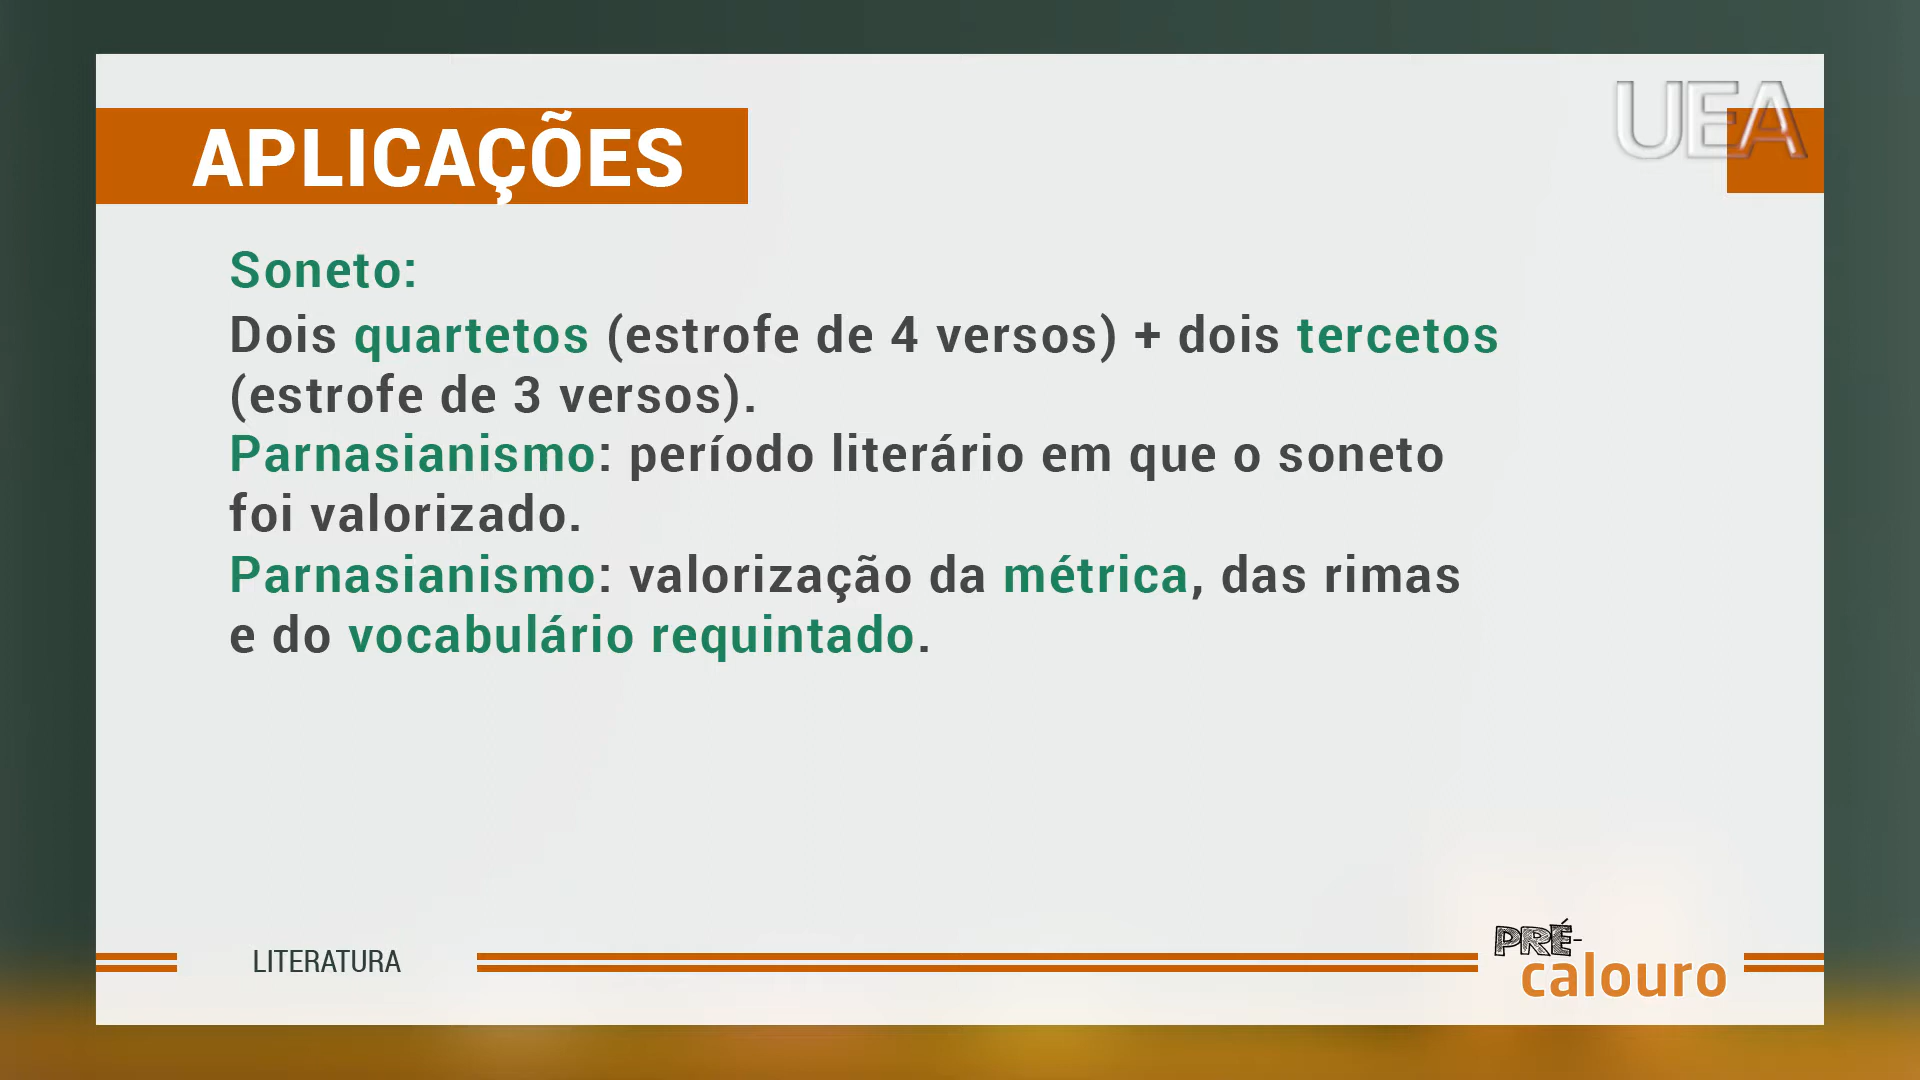 UEA
APLICAÇÕES
Soneto:
Dois quartetos (estrofe de 4 versos) + dois tercetos
(estrofe de 3 versos).
Parnasianismo: período literário em que o soneto
foi valorizado.
Parnasianismo: valorização da métrica, das rimas
e do vocabulário requintado.
LITERATURA
PRÉ-
calouro